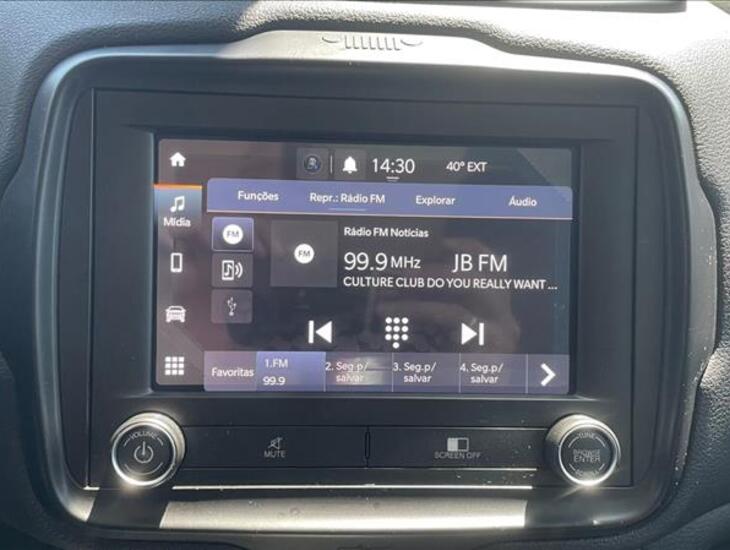 14:30 40° EXT
Funções Repr.: Rádio FM Explorar Áudio
Mídia
FM FM Rádio FM Notícias
99.9 MHz JB FM
CULTURE CLUB DO YOU REALLY WANT ...
Favoritas 1.FM 2. Seg.p/ 3. Seg.p/ 4. Seg.p/
99.9 salvar salvar salvar
VOLUME MUTE SCREEN OFF TUNE
BROWSE
ENTER
SCROLL